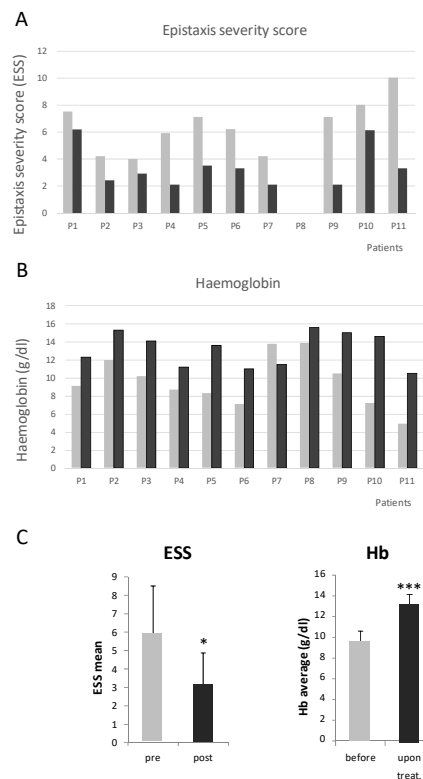 A
Epistaxis severity score
Epistaxis severity score (ESS)
12
10
8
6
4
2
0
P1 P2 P3 P4 P5 P6 P7 P8 P9 P10 P11
Patients
B
Haemoglobin
Haemoglobin (g/dl)
18
16
14
12
10
8
6
4
2
0
P1 P2 P3 P4 P5 P6 P7 P8 P9 P10 P11
Patients
C
ESS
ESS mean
9
8
7
6
5
4
3
2
1
0
*
pre post
Hb
Hb average (g/dl)
16
14
12
10
8
6
4
2
0
***
before upon
treat.